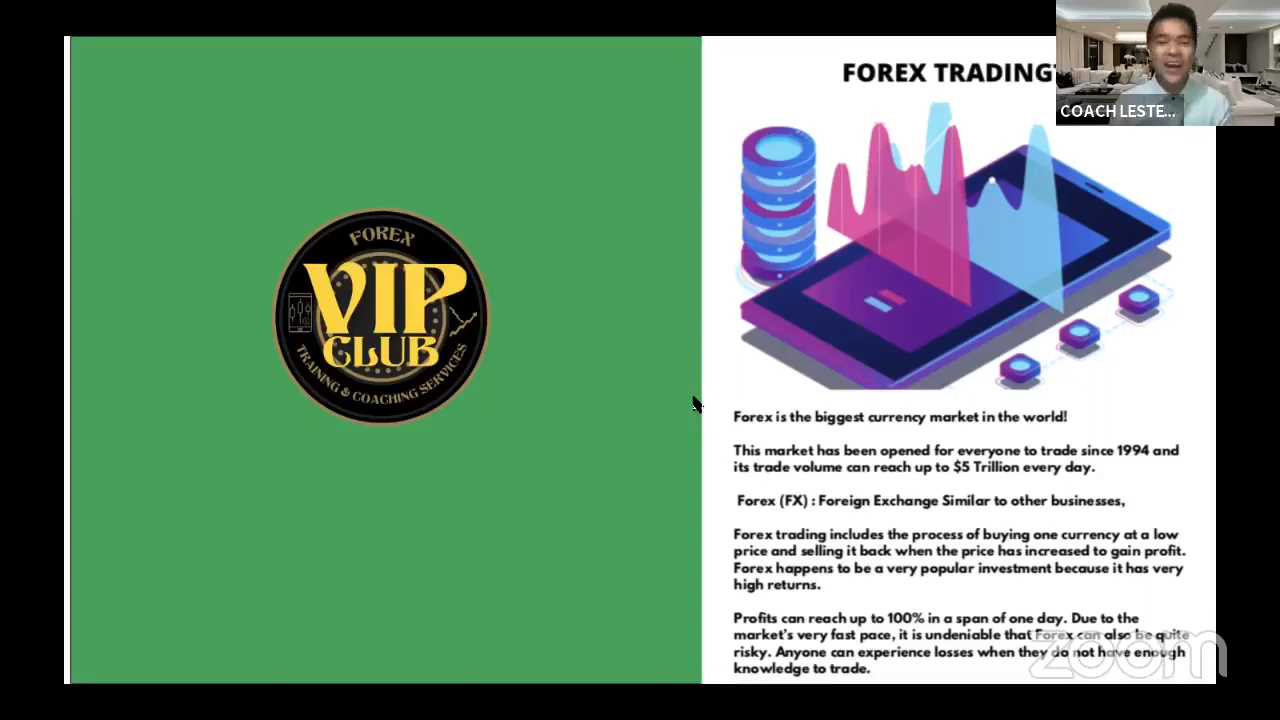 FOREX
VIP
CLUB
TRAINING & COACHING SERVICES
FOREX TRADING
COACH LESTE...
Forex is the biggest currency market in the world!
This market has been opened for everyone to trade since 1994 and
its trade volume can reach up to $5 Trillion every day.
Forex (FX) : Foreign Exchange Similar to other businesses,
Forex trading includes the process of buying one currency at a low
price and selling it back when the price has increased to gain profit.
Forex happens to be a very popular investment because it has very
high returns.
Profits can reach up to 100% in a span of one day. Due to the
market's very fast pace, it is undeniable that Forex can also be quite
risky. Anyone can experience losses when they do not have enough
knowledge to trade.
zoom